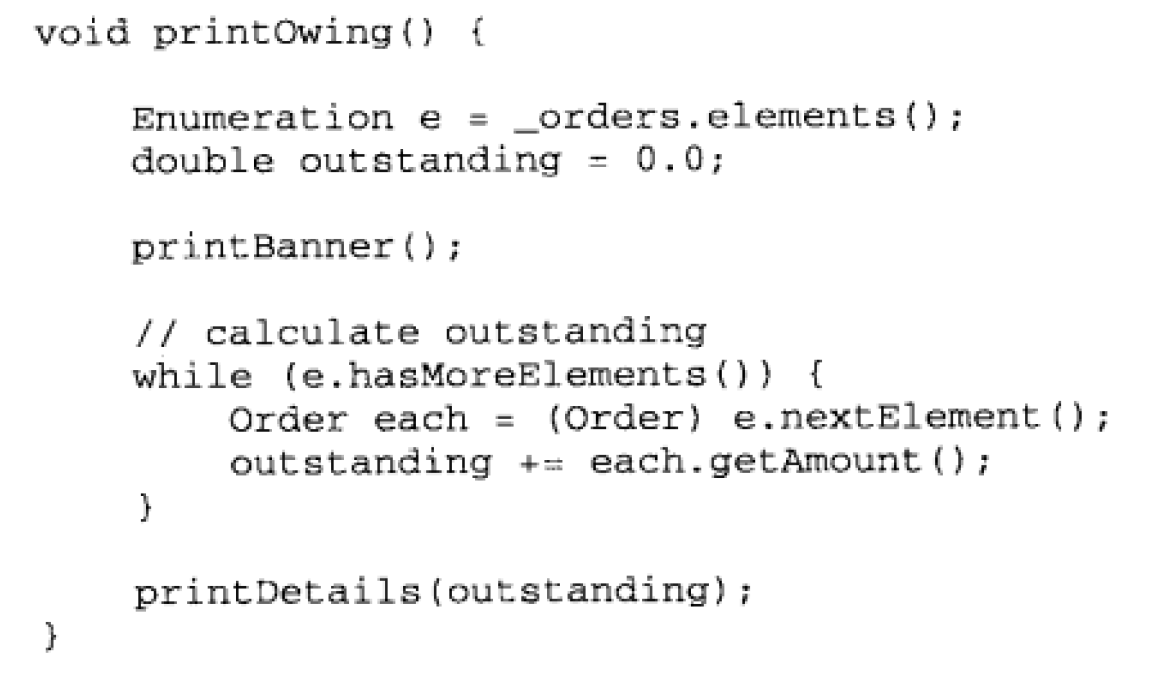 void printOwing() {
Enumeration e = _orders.elements();
double outstanding = 0.0;
printBanner();
// calculate outstanding
while (e.hasMoreElements()) {
Order each = (Order) e.nextElement();
outstanding += each.getAmount();
}
printDetails(outstanding);
}